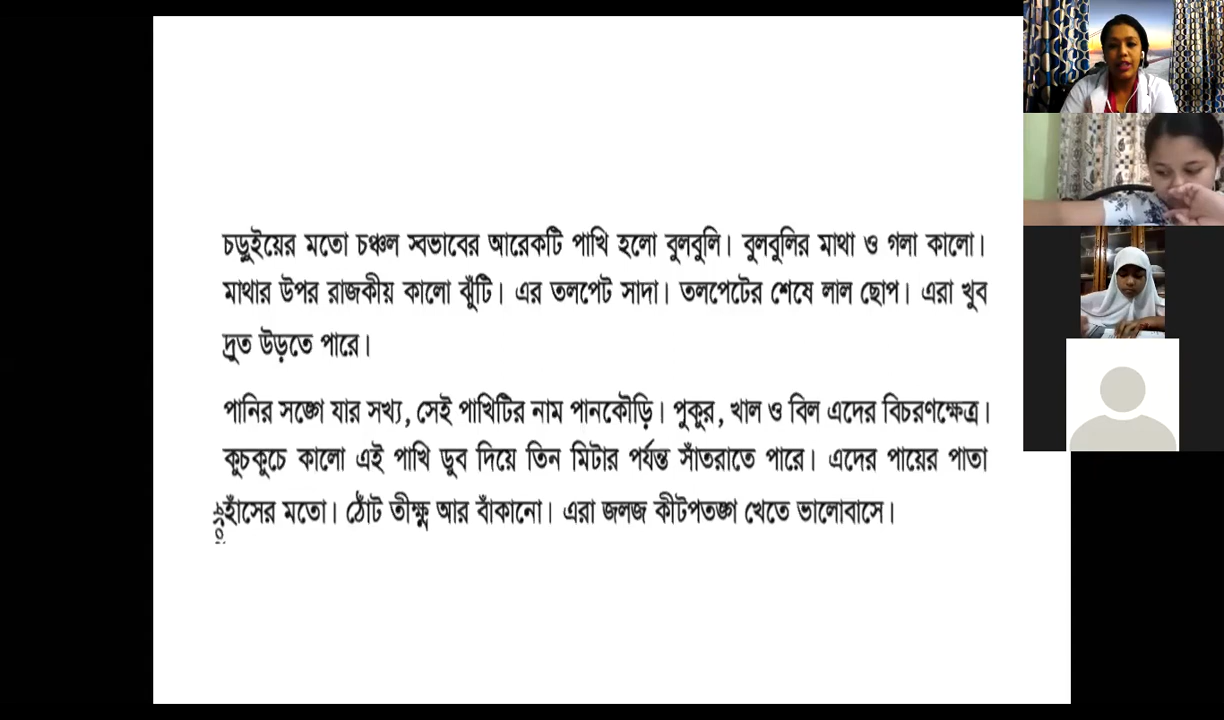 চড়ুইয়ের মতো চঞ্চল স্বভাবের আরেকটি পাখি হলো বুলবুলি। বুলবুলির মাথা ও গলা কালো।
মাথার উপর রাজকীয় কালো ঝুঁটি। এর তলপেট সাদা। তলপেটের শেষে লাল ছোপ। এরা খুব
দ্রুত উড়তে পারে।
পানির সঙ্গে যার সখ্য, সেই পাখিটির নাম পানকৌড়ি। পুকুর, খাল ও বিল এদের বিচরণক্ষেত্র।
কুচকুচে কালো এই পাখি ডুব দিয়ে তিন মিটার পর্যন্ত সাঁতরাতে পারে। এদের পায়ের পাতা
হাঁসের মতো। ঠোঁট তীক্ষ্ণ আর বাঁকানো। এরা জলজ কীটপতঙ্গ খেতে ভালোবাসে।